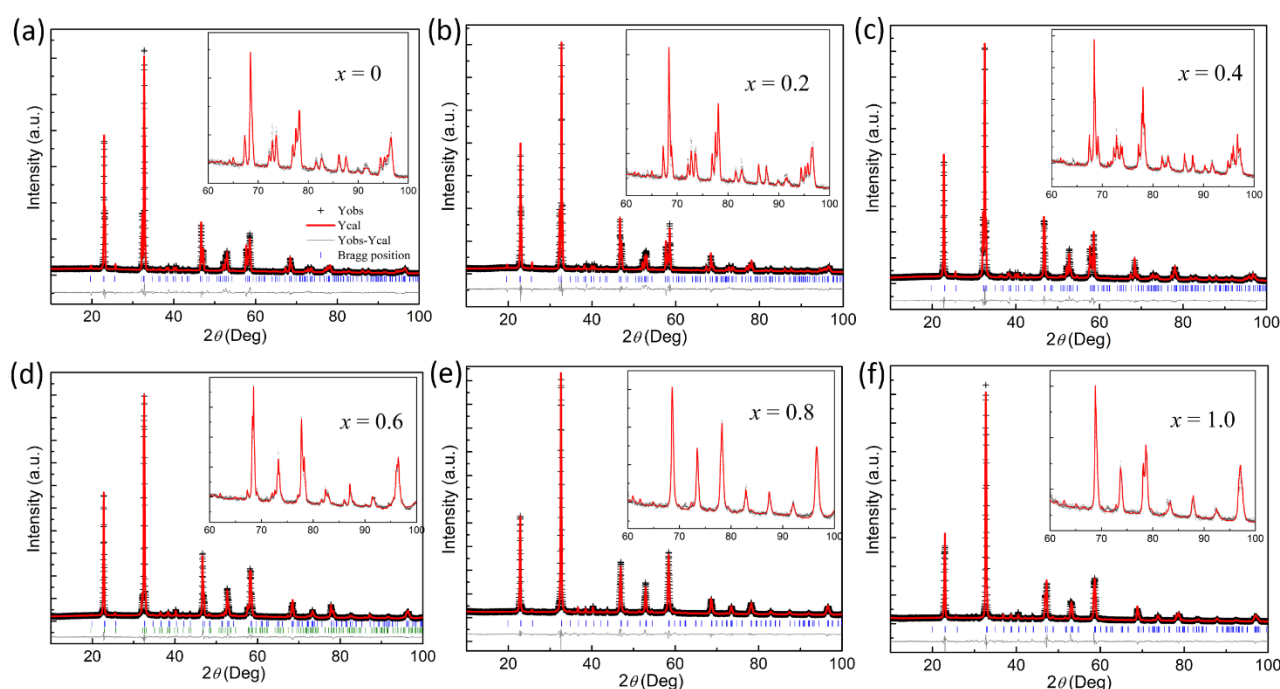 (a)
x = 0
60 70 80 90 100
Intensity (a.u.)
Yobs
Ycal
Yobs-Ycal
Bragg position
20 40 60 80 100
2θ (Deg)
(b)
x = 0.2
60 70 80 90 100
Intensity (a.u.)
20 40 60 80 100
2θ (Deg)
(c)
x = 0.4
60 70 80 90 100
Intensity (a.u.)
20 40 60 80 100
2θ (Deg)
(d)
x = 0.6
60 70 80 90 100
Intensity (a.u.)
20 40 60 80 100
2θ (Deg)
(e)
x = 0.8
60 70 80 90 100
Intensity (a.u.)
20 40 60 80 100
2θ (Deg)
(f)
x = 1.0
60 70 80 90 100
Intensity (a.u.)
20 40 60 80 100
2θ (Deg)